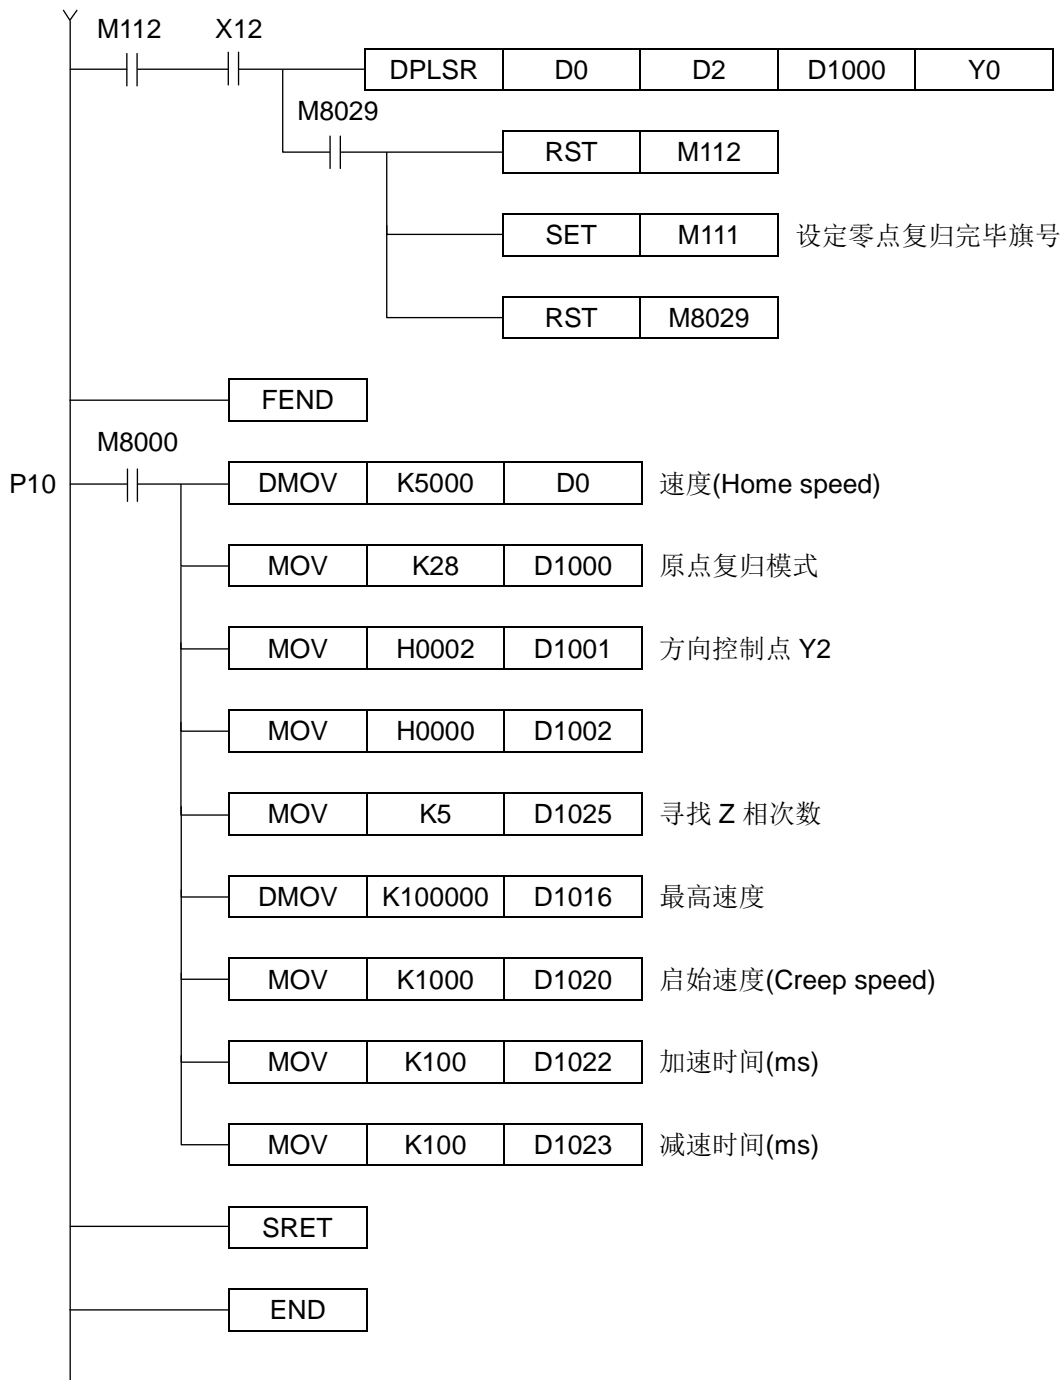 M112 X12
DPLSR D0 D2 D1000 Y0
M8029
RST M112
SET M111 设定零点复归完毕旗号
RST M8029
FEND
M8000
P10 DMOV K5000 D0 速度(Home speed)
MOV K28 D1000 原点复归模式
MOV H0002 D1001 方向控制点 Y2
MOV H0000 D1002
MOV K5 D1025 寻找 Z 相次数
DMOV K100000 D1016 最高速度
MOV K1000 D1020 启始速度(Creep speed)
MOV K100 D1022 加速时间(ms)
MOV K100 D1023 减速时间(ms)
SRET
END